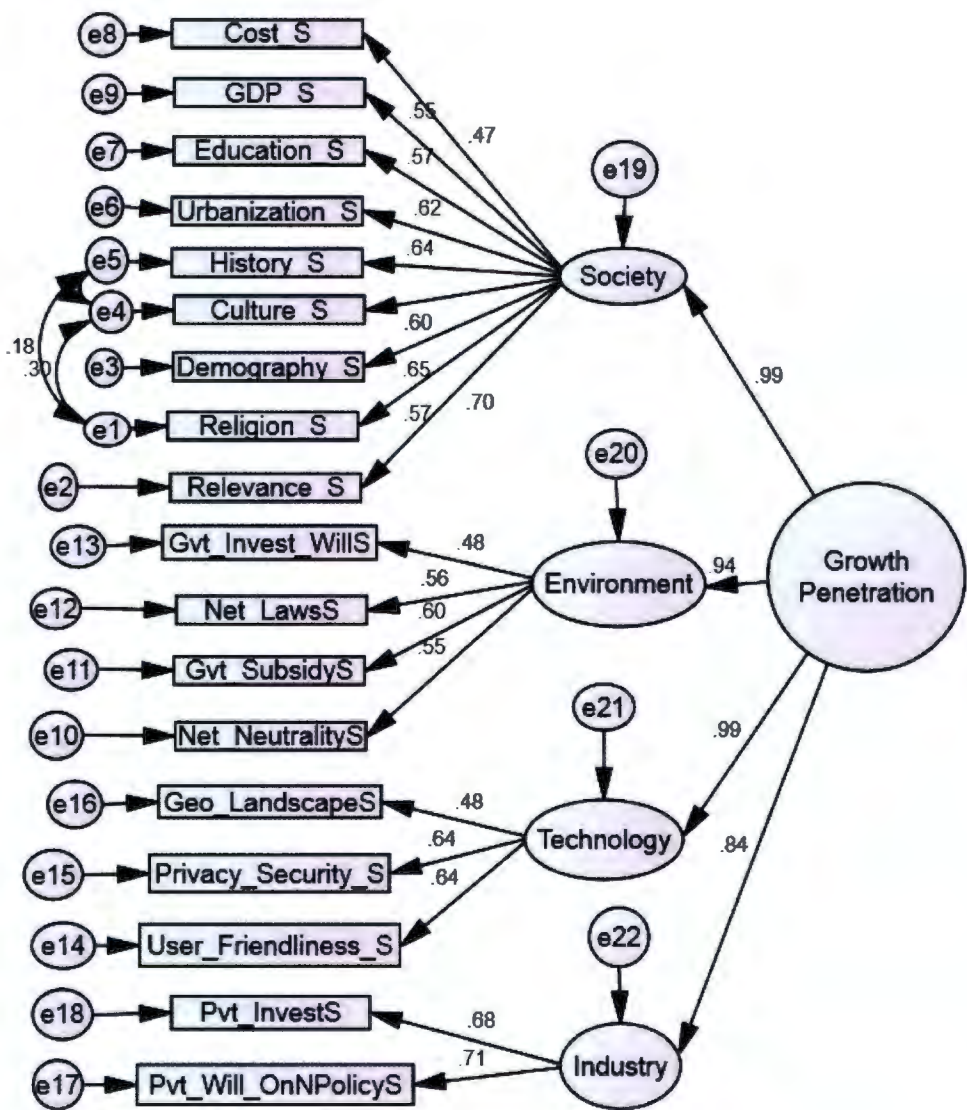 e8
Cost_S
e9
GDP_S
.55
.47
e7
Education_S
.57
e19
e6
Urbanization_S
.62
e5
History_S
.64
Society
e4
Culture_S
.60
.18
.30
e3
Demography_S
.65
.99
e1
Religion_S
.57
.70
e20
e2
Relevance_S
e13
Gvt_Invest_WillS
.48
Growth
Penetration
.94
Environment
e12
Net_LawsS
.56
.60
e11
Gvt_SubsidyS
.55
e21
e10
Net_NeutralityS
.99
e16
Geo_LandscapeS
.48
Technology
.84
e15
Privacy_Security_S
.64
.64
e14
User_Friendliness_S
e22
e18
Pvt_InvestS
.68
Industry
e17
Pvt_Will_OnNPolicyS
.71